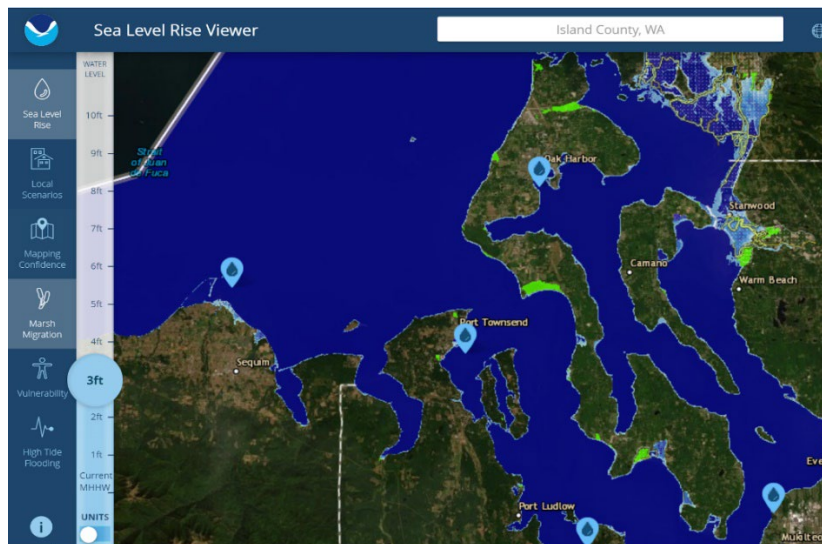 Sea Level Rise Viewer
Island County, WA
WATER
LEVEL
Sea Level
Rise
Local
Scenarios
Mapping
Confidence
Marsh
Migration
Vulnerability
High Tide
Flooding
10ft
9ft
8ft
7ft
6ft
5ft
4ft
3ft
2ft
1ft
Current
MHHW
UNITS
Strait
of Juan
de Fuca
Oak Harbor
Stanwood
Camano
Warm Beach
Port Townsend
Sequim
Port Ludlow
Eve
Mukilteo
i